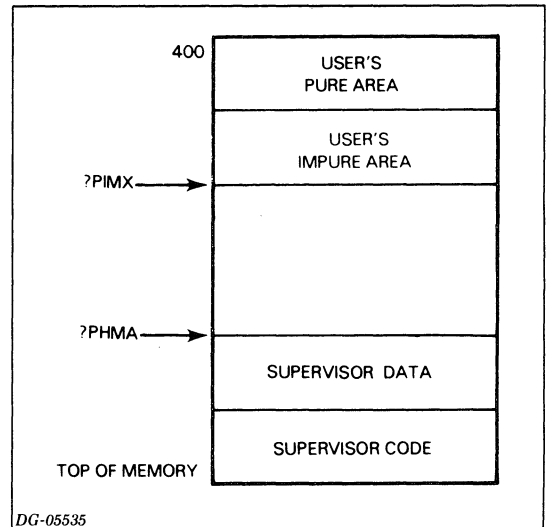 400
USER'S
PURE AREA
USER'S
IMPURE AREA
?PIMX
?PHMA
SUPERVISOR DATA
SUPERVISOR CODE
TOP OF MEMORY
DG-05535